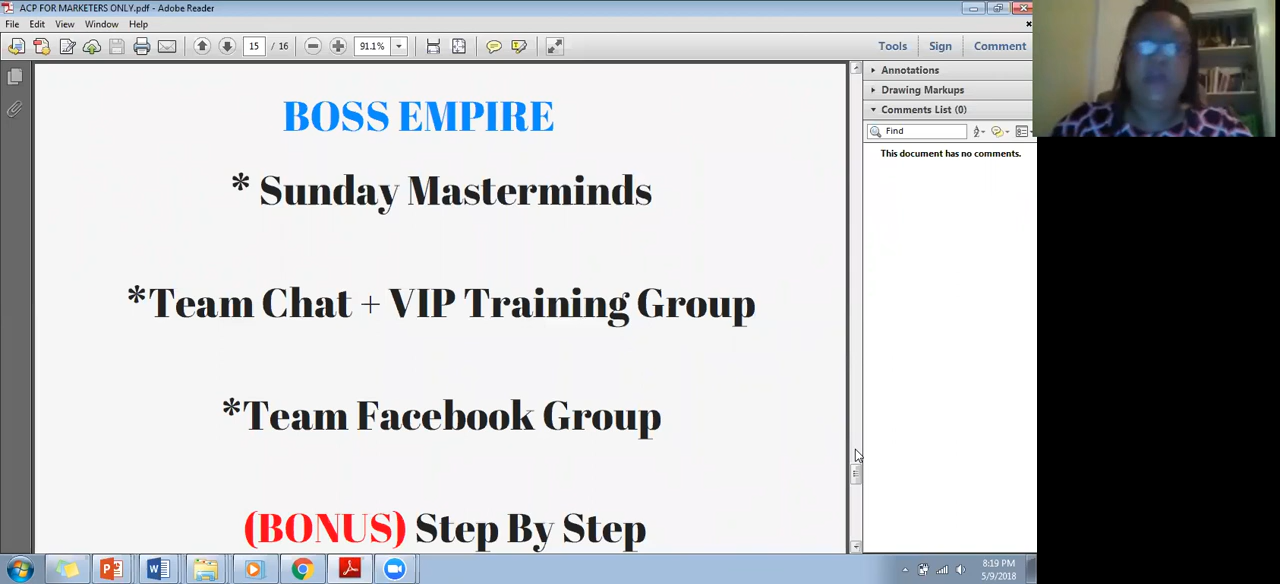 ACP FOR MARKETERS ONLY.pdf - Adobe Reader
File Edit View Window Help
15 / 16 91.1% Tools Sign Comment
Annotations
Drawing Markups
Comments List (0)
Find
This document has no comments.
BOSS EMPIRE
* Sunday Masterminds
*Team Chat + VIP Training Group
*Team Facebook Group
(BONUS) Step By Step
8:19 PM
5/9/2018